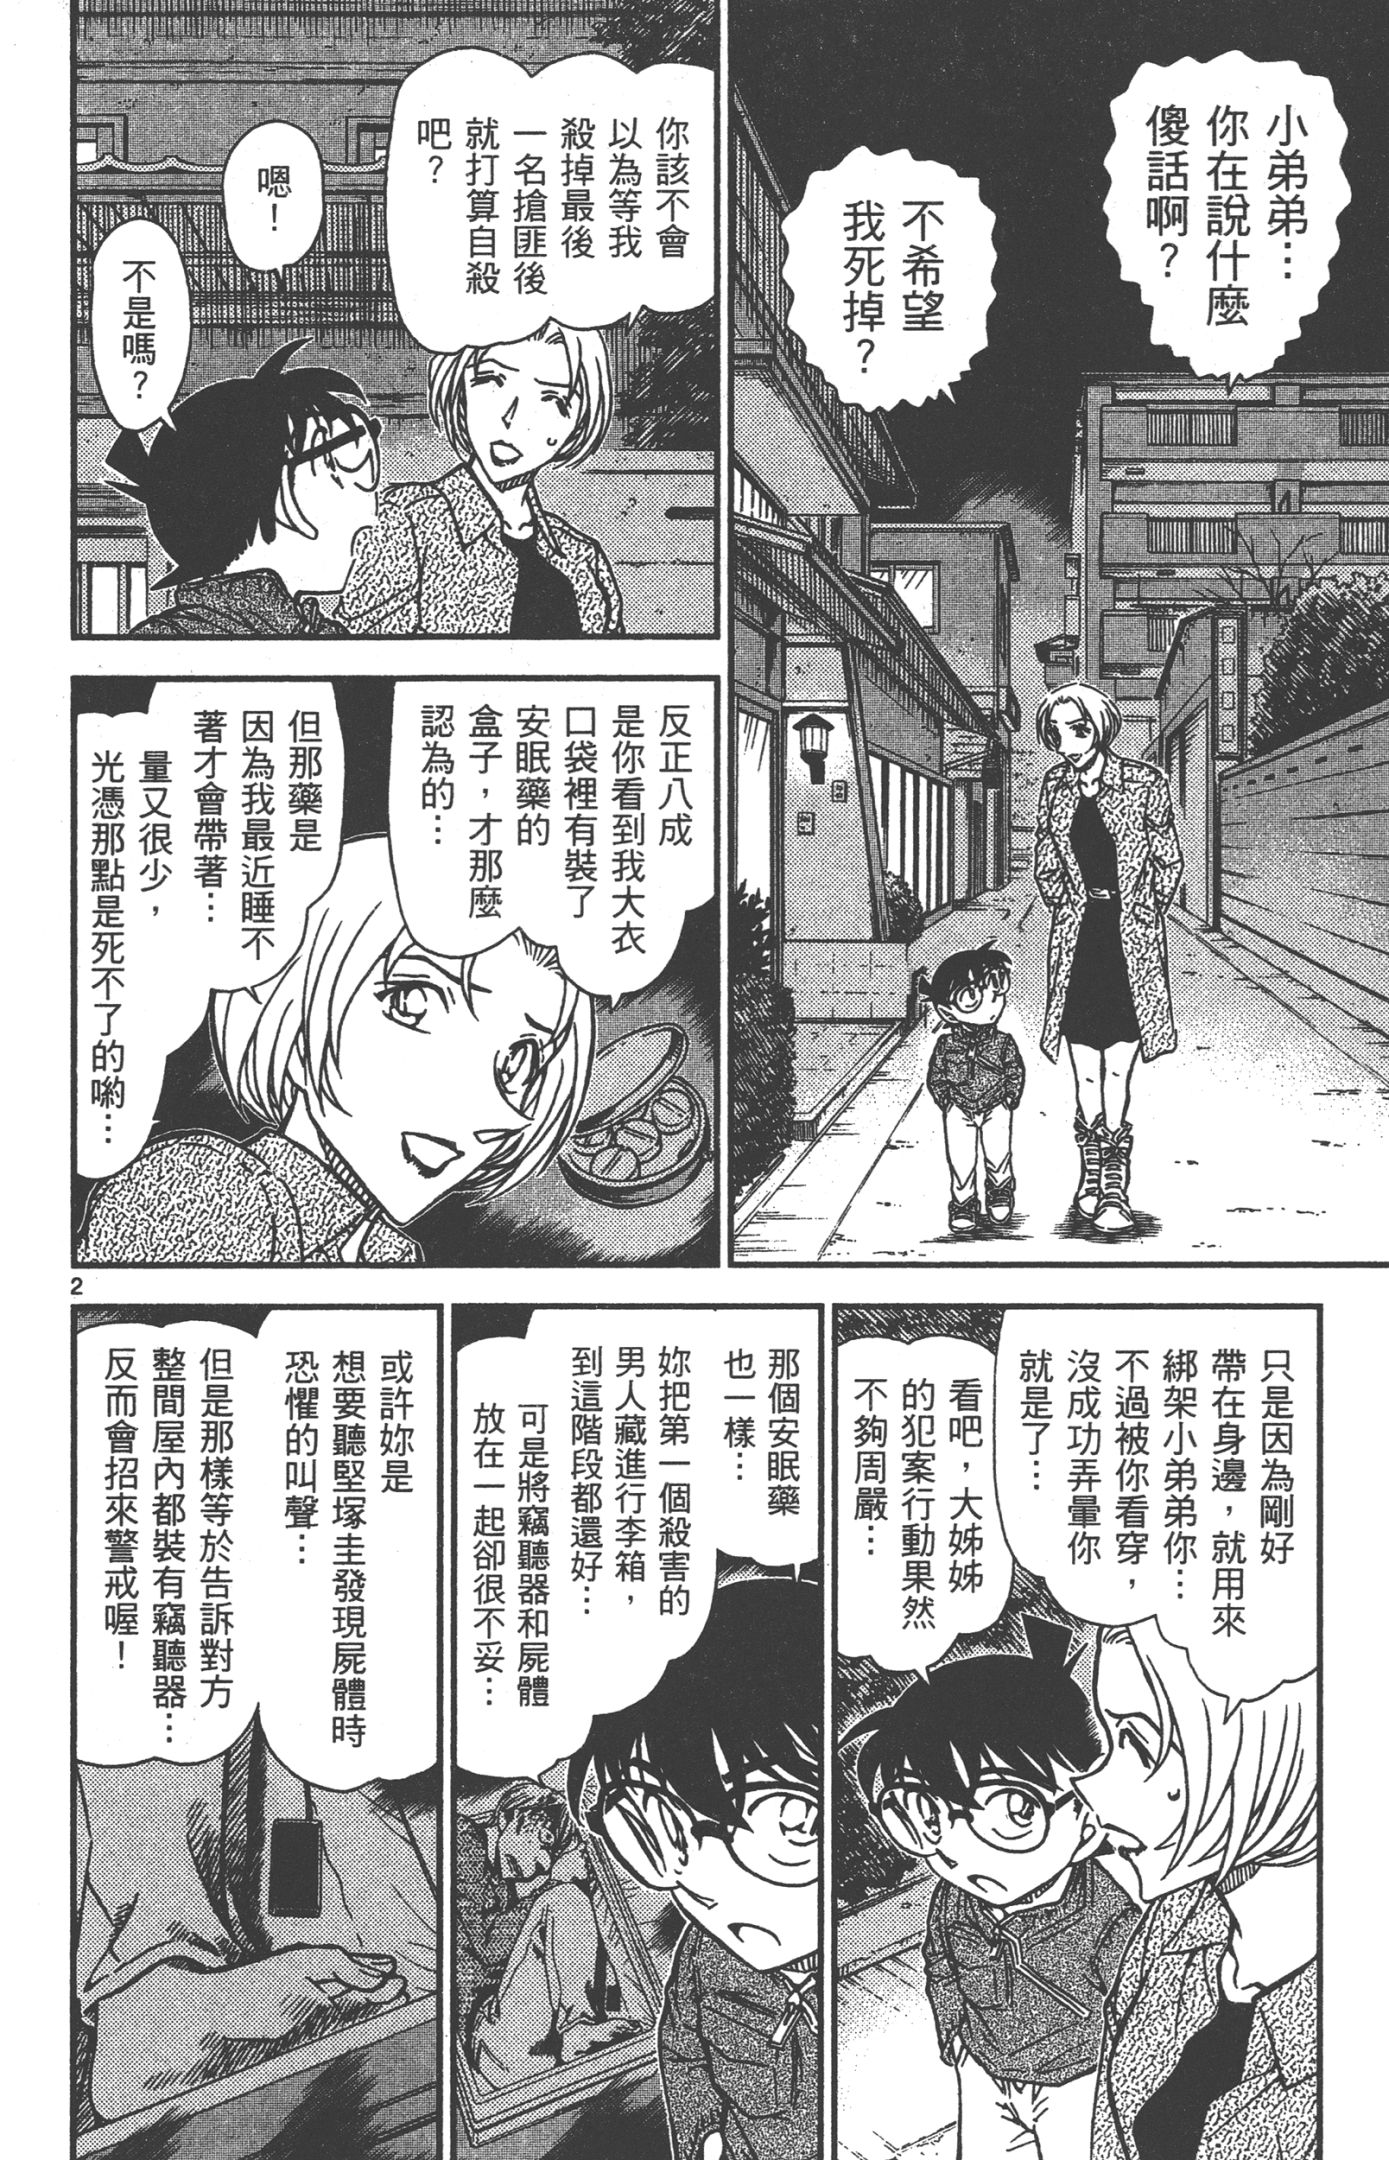 小弟弟⋯
你在說什麼
傻話啊？
不希望
我死掉？
你該不會
以為等我
殺掉最後
一名搶匪後
就打算自殺
吧？
嗯！
不是嗎？
反正八成
是你看到我大衣
口袋裡有裝了
安眠藥的
盒子，才那麼
認為的⋯
但那藥是
因為我最近睡不
著才會帶著⋯
量又很少，
光憑那點是死不了的喲⋯
2
只是因為剛好
帶在身邊，就用來
綁架小弟弟你⋯
不過被你看穿，
沒成功弄暈你
就是了⋯
看吧，大姊姊
的犯案行動果然
不夠周嚴⋯
那個安眠藥
也一樣⋯
妳把第一個殺害的
男人藏進行李箱，
到這階段都還好⋯
可是將竊聽器和屍體
放在一起卻很不妥⋯
或許妳是
想要聽堅塚圭發現屍體時
恐懼的叫聲⋯
但是那樣等於告訴對方
整間屋內都裝有竊聽器⋯
反而會招來警戒喔！